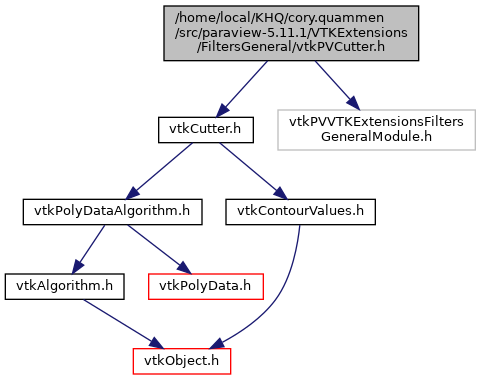 /home/local/KHQ/cory.quammen
/src/paraview-5.11.1/VTKExtensions
/FiltersGeneral/vtkPVCutter.h
vtkCutter.h
vtkPVVTKExtensionsFilters
GeneralModule.h
vtkPolyDataAlgorithm.h
vtkContourValues.h
vtkAlgorithm.h
vtkPolyData.h
vtkObject.h